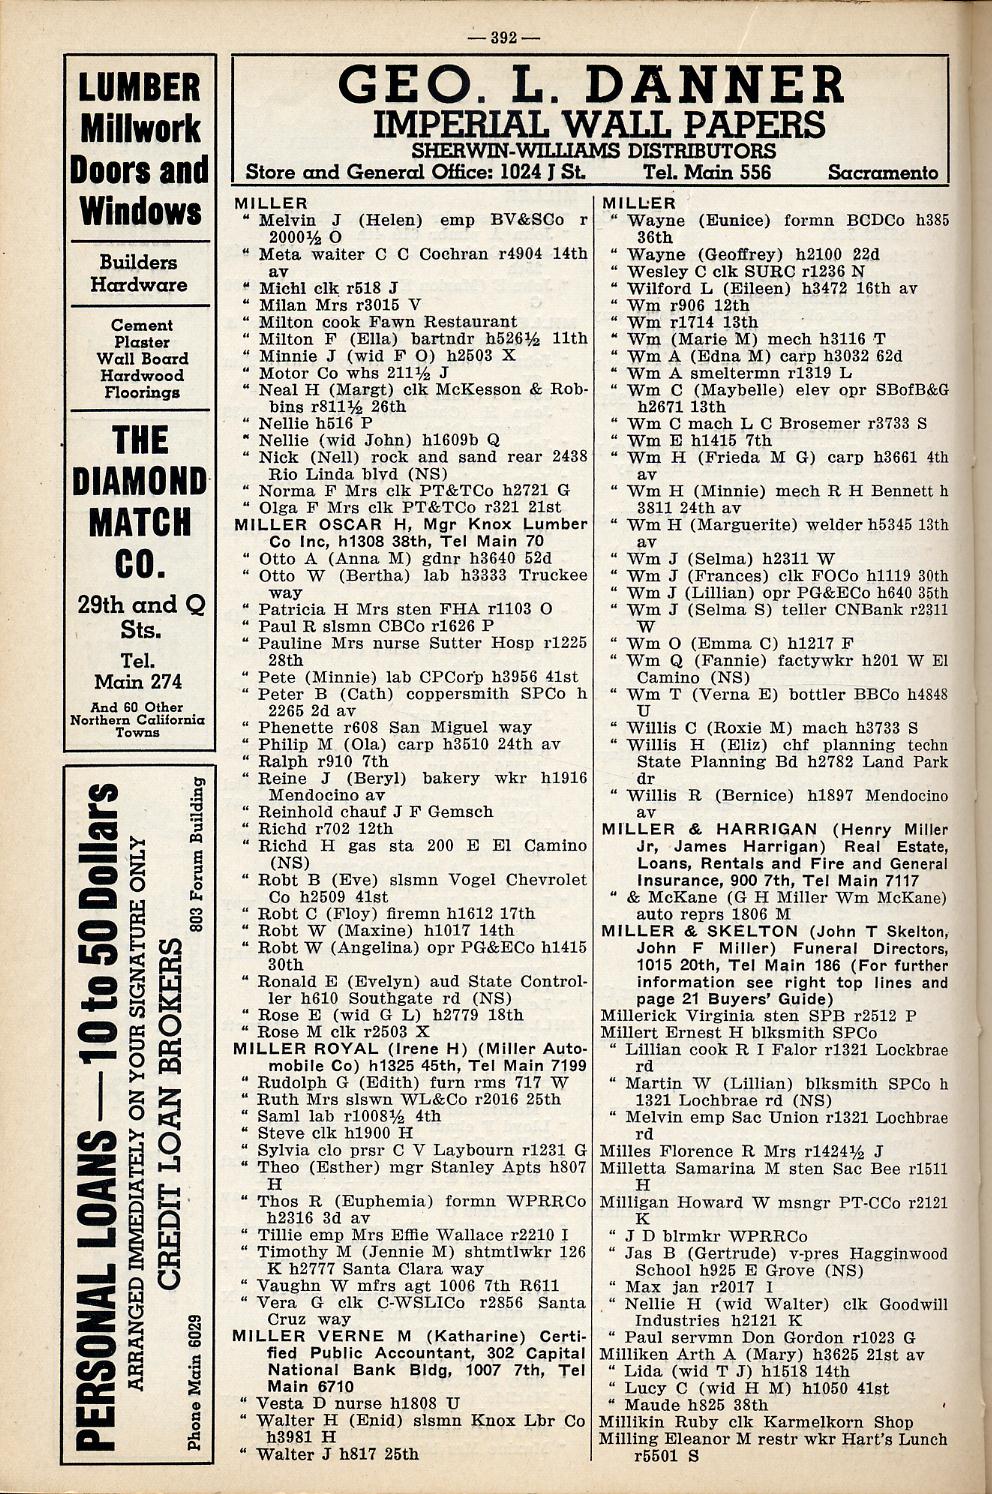 — 392 —
LUMBER
Millwork
Doors and
Windows
Builders
Hardware
Cement
Plaster
Wall Board
Hardwood
Floorings
THE
DIAMOND
MATCH
CO.
29th and Q
Sts.
Tel.
Main 274
And 60 Other
Northern California
Towns
PERSONAL LOANS — 10 to 50 Dollars
ARRANGED IMMEDIATELY ON YOUR SIGNATURE ONLY
CREDIT LOAN BROKERS
Phone Main 6029 803 Forum Building
GEO. L. DANNER
IMPERIAL WALL PAPERS
SHERWIN-WILLIAMS DISTRIBUTORS
Store and General Office: 1024 J St. Tel. Main 556 Sacramento
MILLER
" Melvin J (Helen) emp BV&SCo r
2000½ O
" Meta waiter C C Cochran r4904 14th
av
" Michl clk r518 J
" Milan Mrs r3015 V
" Milton cook Fawn Restaurant
" Milton F (Ella) bartndr h526½ 11th
" Minnie J (wid F O) h2503 X
" Motor Co whs 211½ J
" Neal H (Margt) clk McKesson & Rob-
bins r811½ 26th
" Nellie h516 P
" Nellie (wid John) h1609b Q
" Nick (Nell) rock and sand rear 2438
Rio Linda blvd (NS)
" Norma F Mrs clk PT&TCo h2721 G
" Olga F Mrs clk PT&TCo r321 21st
MILLER OSCAR H, Mgr Knox Lumber
Co Inc, h1308 38th, Tel Main 70
" Otto A (Anna M) gdnr h3640 52d
" Otto W (Bertha) lab h3333 Truckee
way
" Patricia H Mrs sten FHA r1103 O
" Paul R slsmn CBCo r1626 P
" Pauline Mrs nurse Sutter Hosp r1225
28th
" Pete (Minnie) lab CPCorp h3956 41st
" Peter B (Cath) coppersmith SPCo h
2265 2d av
" Phenette r608 San Miguel way
" Philip M (Ola) carp h3510 24th av
" Ralph r910 7th
" Reine J (Beryl) bakery wkr h1916
Mendocino av
" Reinhold chauf J F Gemsch
" Richd r702 12th
" Richd H gas sta 200 E El Camino
(NS)
" Robt B (Eve) slsmn Vogel Chevrolet
Co h2509 41st
" Robt C (Floy) firemn h1612 17th
" Robt W (Maxine) h1017 14th
" Robt W (Angelina) opr PG&ECo h1415
30th
" Ronald E (Evelyn) aud State Control-
ler h610 Southgate rd (NS)
" Rose E (wid G L) h2779 18th
" Rose M clk r2503 X
MILLER ROYAL (Irene H) (Miller Auto-
mobile Co) h1325 45th, Tel Main 7199
" Rudolph G (Edith) furn rms 717 W
" Ruth Mrs slswn WL&Co r2016 25th
" Saml lab r1008½ 4th
" Steve clk h1900 H
" Sylvia clo prsr C V Laybourn r1231 G
" Theo (Esther) mgr Stanley Apts h807
H
" Thos R (Euphemia) formn WPRRCo
h2316 3d av
" Tillie emp Mrs Effie Wallace r2210 I
" Timothy M (Jennie M) shtmtlwkr 126
K h2777 Santa Clara way
" Vaughn W mfrs agt 1006 7th R611
" Vera G clk C-WSLICo r2856 Santa
Cruz way
MILLER VERNE M (Katharine) Certi-
fied Public Accountant, 302 Capital
National Bank Bldg, 1007 7th, Tel
Main 6710
" Vesta D nurse h1808 U
" Walter H (Enid) slsmn Knox Lbr Co
h3981 H
" Walter J h817 25th
MILLER
" Wayne (Eunice) formn BCDCo h385
36th
" Wayne (Geoffrey) h2100 22d
" Wesley C clk SURC r1236 N
" Wilford L (Eileen) h3472 16th av
" Wm r906 12th
" Wm r1714 13th
" Wm (Marie M) mech h3116 T
" Wm A (Edna M) carp h3032 62d
" Wm A smeltermn r1319 L
" Wm C (Maybelle) elev opr SBofB&G
h2671 13th
" Wm C mach L C Brosemer r3733 S
" Wm E h1415 7th
" Wm H (Frieda M G) carp h3661 4th
av
" Wm H (Minnie) mech R H Bennett h
3811 24th av
" Wm H (Marguerite) welder h5345 13th
av
" Wm J (Selma) h2311 W
" Wm J (Frances) clk FOCo h1119 30th
" Wm J (Lillian) opr PG&ECo h640 35th
" Wm J (Selma S) teller CNBank r2311
W
" Wm O (Emma C) h1217 F
" Wm Q (Fannie) factywkr h201 W El
Camino (NS)
" Wm T (Verna E) bottler BBCo h4848
U
" Willis C (Roxie M) mach h3733 S
" Willis H (Eliz) chf planning techn
State Planning Bd h2782 Land Park
dr
" Willis R (Bernice) h1897 Mendocino
av
MILLER & HARRIGAN (Henry Miller
Jr, James Harrigan) Real Estate,
Loans, Rentals and Fire and General
Insurance, 900 7th, Tel Main 7117
" & McKane (G H Miller Wm McKane)
auto reprs 1806 M
MILLER & SKELTON (John T Skelton,
John F Miller) Funeral Directors,
1015 20th, Tel Main 186 (For further
information see right top lines and
page 21 Buyers' Guide)
Millerick Virginia sten SPB r2512 P
Millert Ernest H blksmith SPCo
" Lillian cook R I Falor r1321 Lockbrae
rd
" Martin W (Lillian) blksmith SPCo h
1321 Lochbrae rd (NS)
" Melvin emp Sac Union r1321 Lochbrae
rd
Milles Florence R Mrs r1424½ J
Milletta Samarina M sten Sac Bee r1511
H
Milligan Howard W msngr PT-CCo r2121
K
" J D blrmkr WPRRCo
" Jas B (Gertrude) v-pres Hagginwood
School h925 E Grove (NS)
" Max jan r2017 I
" Nellie H (wid Walter) clk Goodwill
Industries h2121 K
" Paul servmn Don Gordon r1023 G
Milliken Arth A (Mary) h3625 21st av
" Lida (wid T J) h1518 14th
" Lucy C (wid H M) h1050 41st
" Maude h825 38th
Millikin Ruby clk Karmelkorn Shop
Milling Eleanor M restr wkr Hart's Lunch
r5501 S